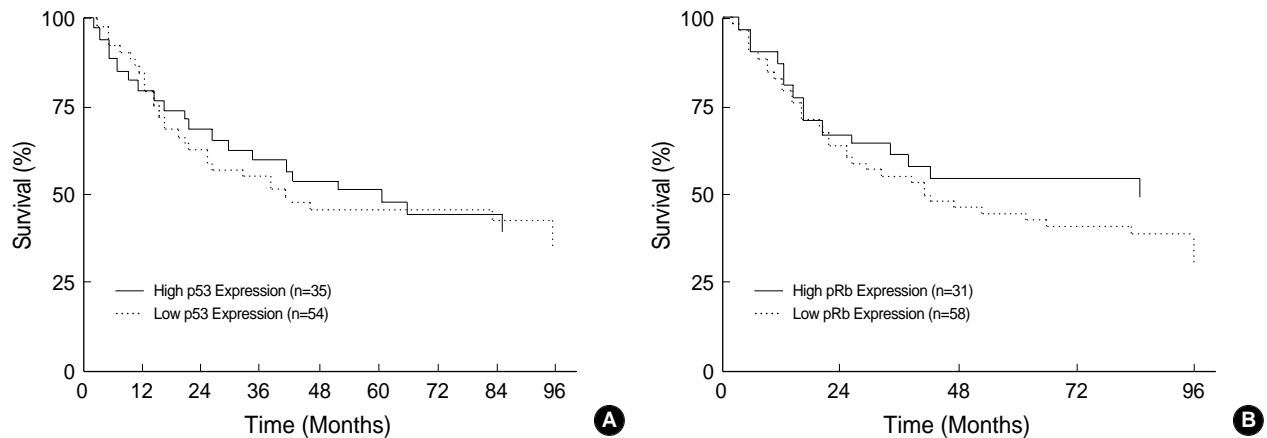 100
75
50
25
0
Survival (%)
High p53 Expression (n=35)
Low p53 Expression (n=54)
0 12 24 36 48 60 72 84 96
Time (Months)
A
100
75
50
25
0
Survival (%)
High pRb Expression (n=31)
Low pRb Expression (n=58)
0 24 48 72 96
Time (Months)
B